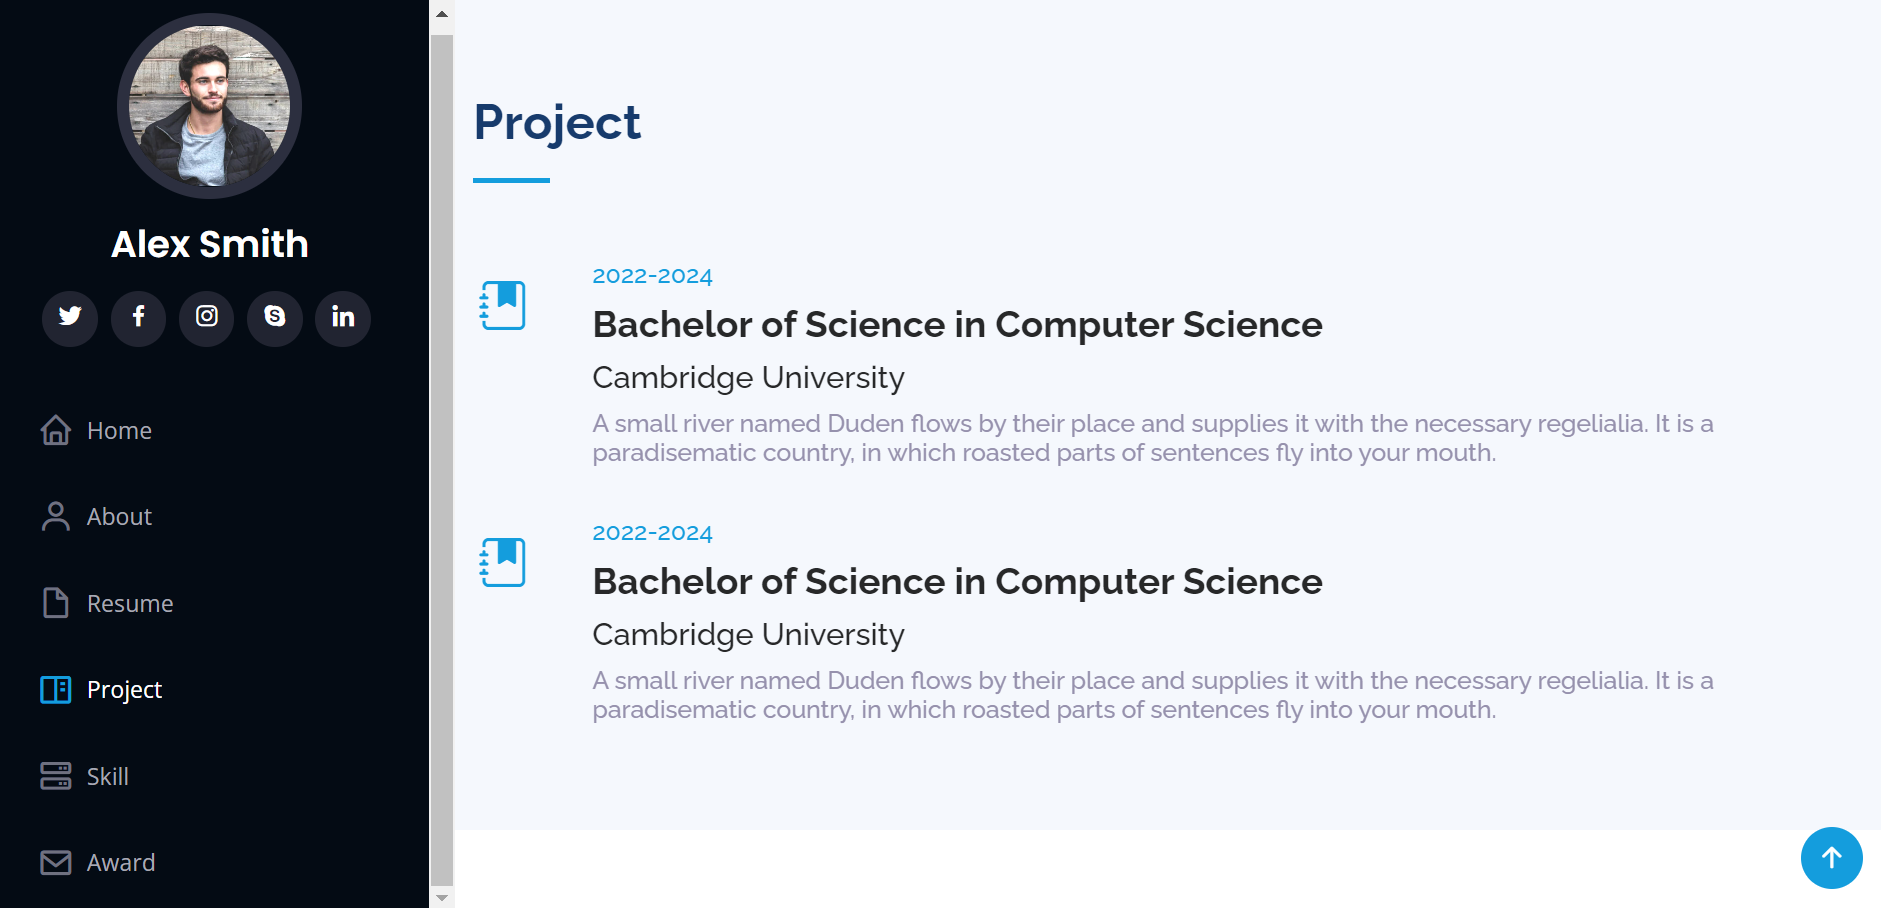 Alex Smith
Home
About
Resume
Project
Skill
Award
Project
2022-2024
Bachelor of Science in Computer Science
Cambridge University
A small river named Duden flows by their place and supplies it with the necessary regelialia. It is a
paradisematic country, in which roasted parts of sentences fly into your mouth.
2022-2024
Bachelor of Science in Computer Science
Cambridge University
A small river named Duden flows by their place and supplies it with the necessary regelialia. It is a
paradisematic country, in which roasted parts of sentences fly into your mouth.